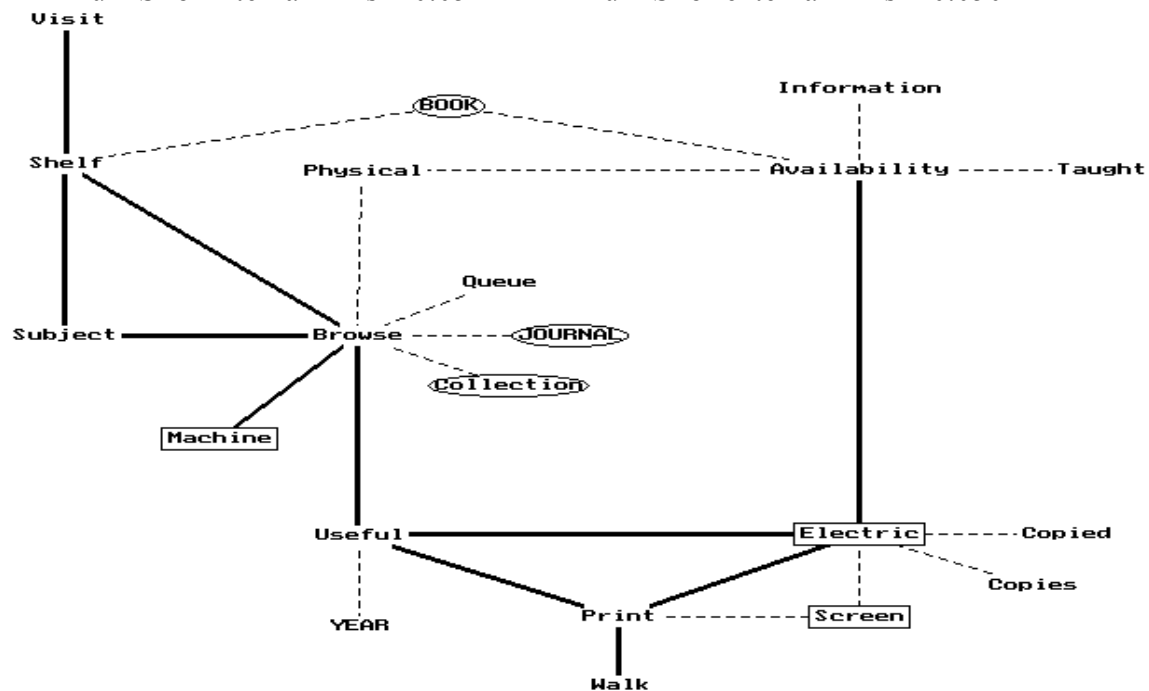 Visit
Information
BOOK
Shelf
Physical
Availability
Taught
Queue
Subject
Browse
JOURNAL
Collection
Machine
Useful
Electric
Copied
Copies
Print
Screen
YEAR
Walk